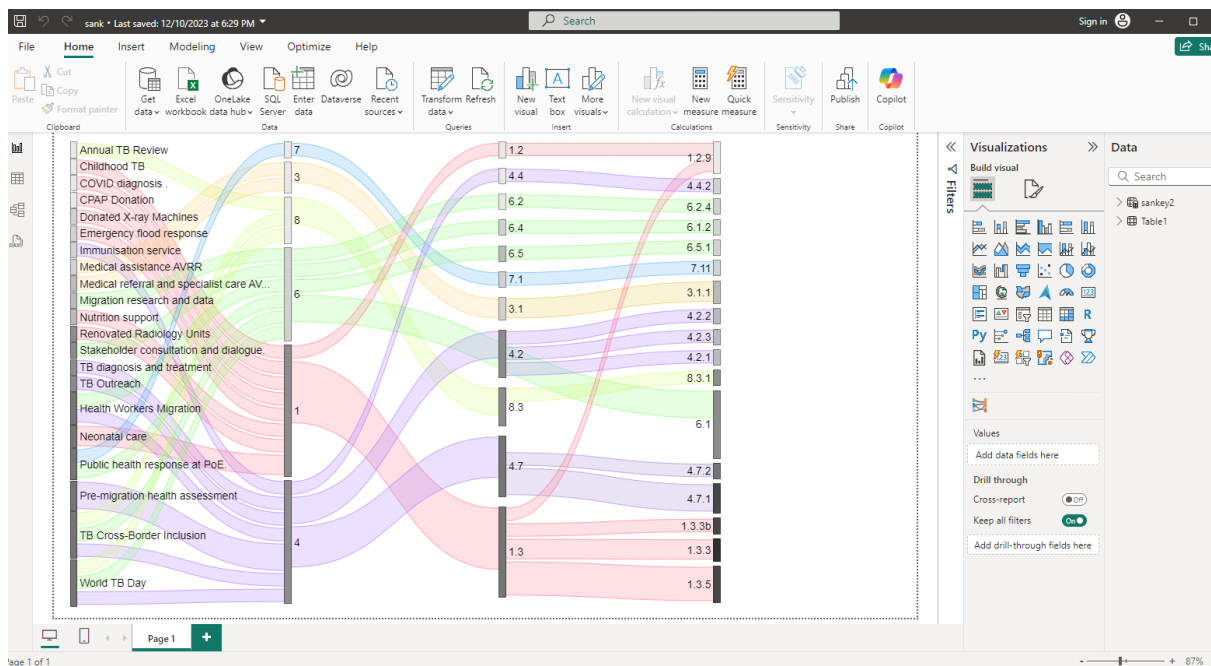 sank • Last saved: 12/10/2023 at 6:29 PM
Search
Sign in
File Home Insert Modeling View Optimize Help
Sha
Paste
Cut
Copy
Format painter
Get data
Excel workbook
OneLake data hub
SQL Server
Enter data
Dataverse
Recent sources
Transform data
Refresh
New visual
Text box
More visuals
New visual calculation
New measure
Quick measure
Sensitivity
Publish
Copilot
Clipboard
Data
Queries
Insert
Calculations
Sensitivity
Share
Copilot
Annual TB Review
Childhood TB
COVID diagnosis .
CPAP Donation
Donated X-ray Machines
Emergency flood response
Immunisation service
Medical assistance AVRR
Medical referral and specialist care AV...
Migration research and data
Nutrition support
Renovated Radiology Units
Stakeholder consultation and dialogue
TB diagnosis and treatment
TB Outreach
Health Workers Migration
Neonatal care
Public health response at PoE
Pre-migration health assessment
TB Cross-Border Inclusion
World TB Day
7
3
8
6
1
4
1.2
4.4
6.2
6.4
6.5
7.1
3.1
4.2
8.3
4.7
1.3
1.2.9
4.4.2
6.2.4
6.1.2
6.5.1
7.11
3.1.1
4.2.2
4.2.3
4.2.1
8.3.1
6.1
4.7.2
4.7.1
1.3.3b
1.3.3
1.3.5
Filters
Visualizations
Build visual
123
R
Py
...
Values
Add data fields here
Drill through
Cross-report
Off
Keep all filters
On
Add drill-through fields here
Data
Search
sankey2
Table1
Page 1
+
Page 1 of 1
- + 87%